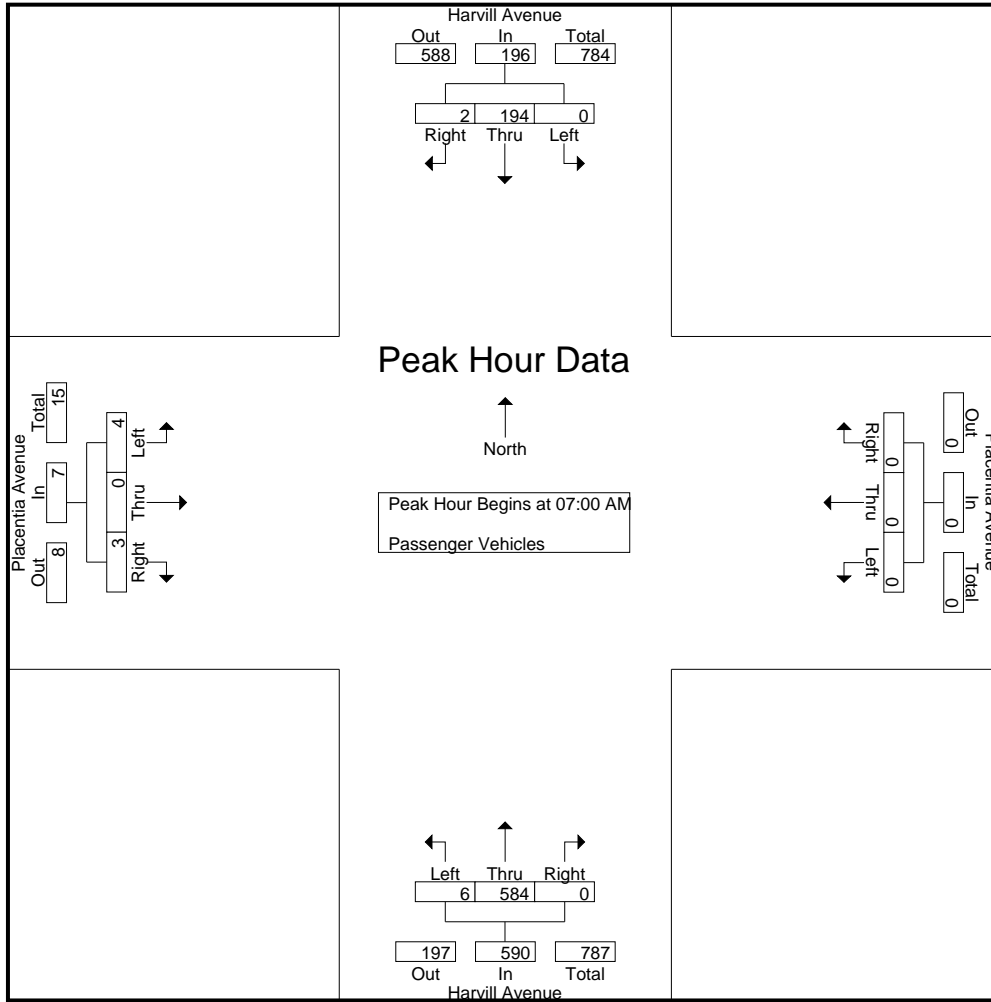 Harvill Avenue
Out In Total
588 196 784
2 194 0
Right Thru Left
Peak Hour Data
North
Peak Hour Begins at 07:00 AM
Passenger Vehicles
Placentia Avenue
Total In Out
15 7 8
4 0 3
Left Thru Right
Placentia Avenue
Out In Total
0 0 0
Right Thru Left
0 0 0
Left Thru Right
6 584 0
197 590 787
Out In Total
Harvill Avenue